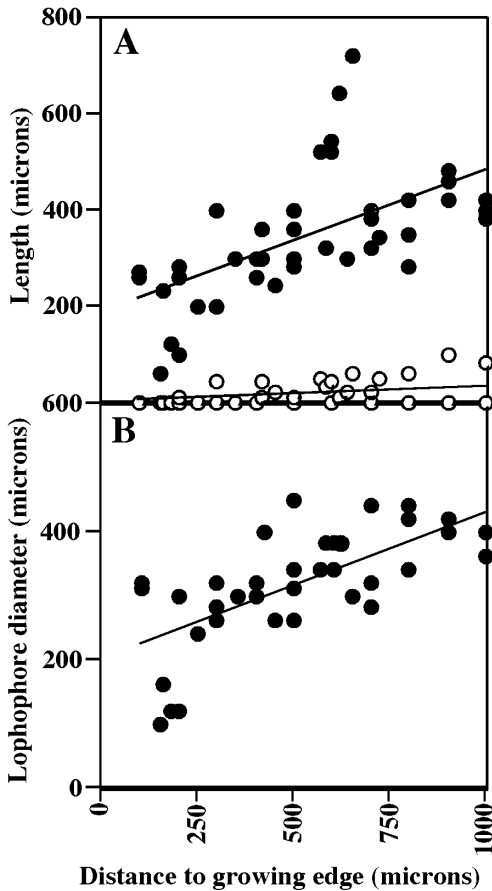 A
800
600
400
200
Length (microns)
600
B
400
200
0
Lophophore diameter (microns)
0
250
500
750
1000
Distance to growing edge (microns)